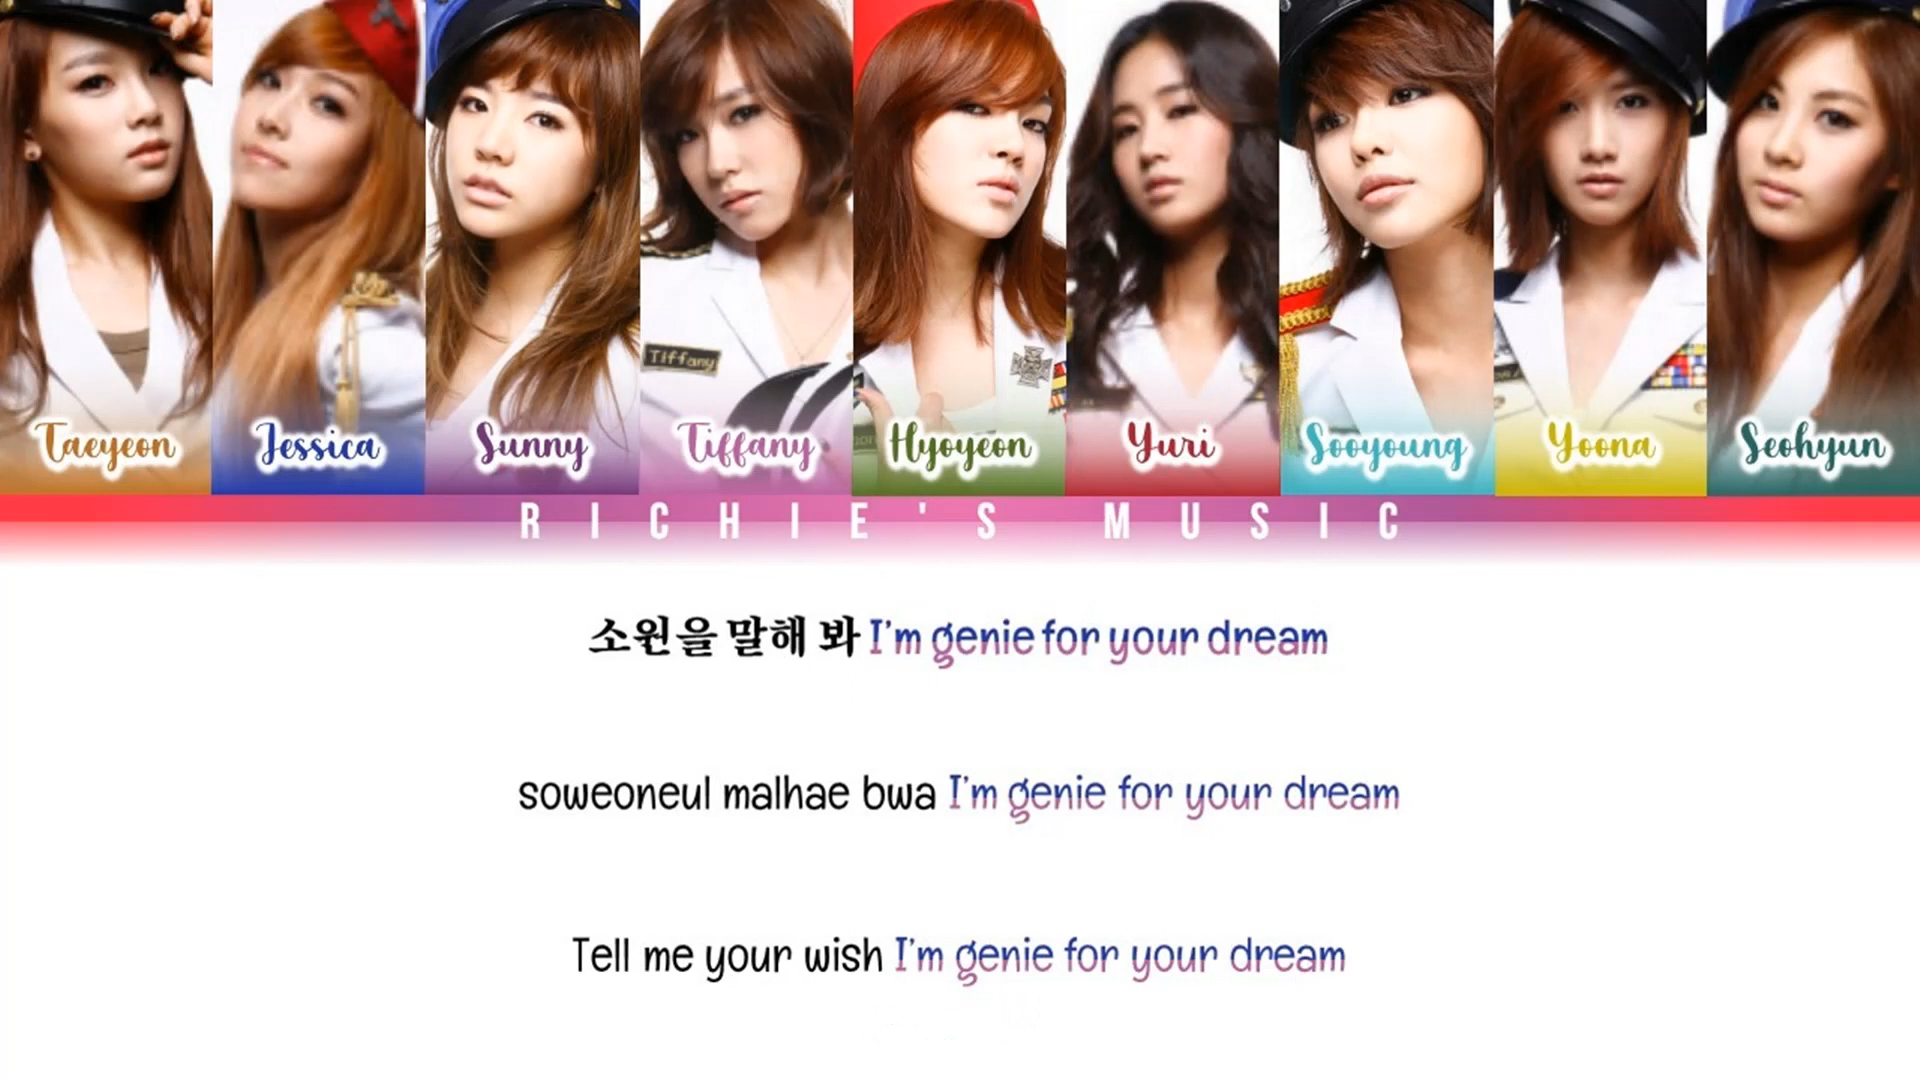 Tiffany
Taeyeon Jessica Sunny Tiffany Hyoyeon Yuri Sooyoung Yoona Seohyun
RICHIE'S MUSIC
소원을 말해 봐 I'm genie for your dream
soweoneul malhae bwa I'm genie for your dream
Tell me your wish I'm genie for your dream